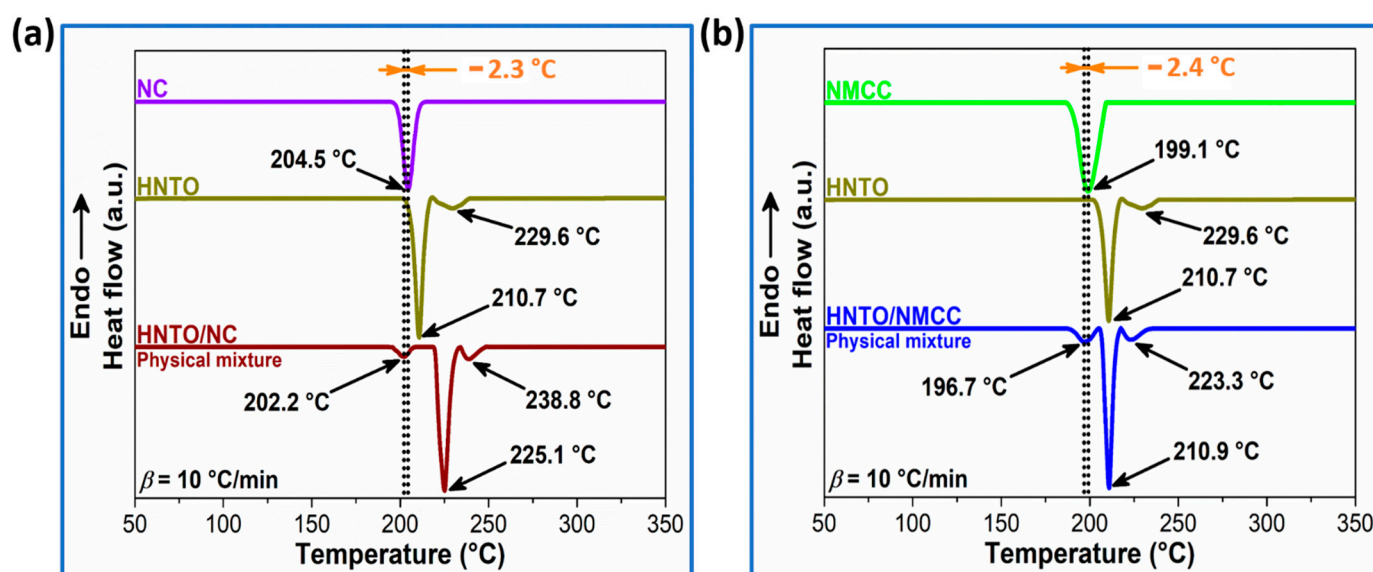 (a)
− 2.3 °C
NC
204.5 °C
HNTO
229.6 °C
210.7 °C
HNTO/NC
Physical mixture
202.2 °C
238.8 °C
225.1 °C
β = 10 °C/min
Endo
Heat flow (a.u.)
50 100 150 200 250 300 350
Temperature (°C)
(b)
− 2.4 °C
NMCC
199.1 °C
HNTO
229.6 °C
210.7 °C
HNTO/NMCC
Physical mixture
196.7 °C
223.3 °C
210.9 °C
β = 10 °C/min
Endo
Heat flow (a.u.)
50 100 150 200 250 300 350
Temperature (°C)